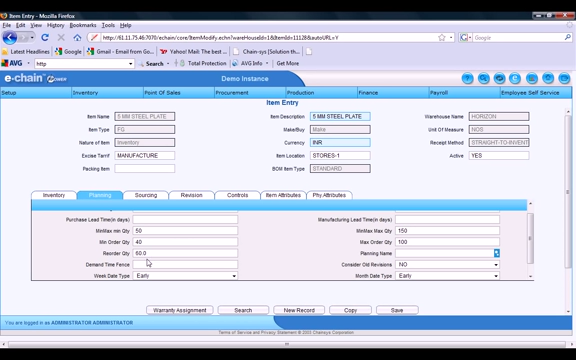 Item Entry - Mozilla Firefox
File Edit View History Bookmarks Tools Help
http://61.11.75.46:7070/echain/core/ItemModify.echn?wareHouseId=1&ItemId=11128&autoURL=Y
Google
Latest Headlines Google Gmail - Email from Go... Yahoo! Mail: The best ... Chain-sys (Solution th...
AVG http Search Total Protection AVG Info Get More
e-chain POWER Demo Instance
Setup Inventory Point Of Sales Procurement Production Finance Payroll Employee Self Service
Item Entry
Item Name 5 MM STEEL PLATE Item Description 5 MM STEEL PLATE Warehouse Name HORIZON
Item Type FG Make/Buy Make Unit Of Measure NOS
Nature of Item Inventory Currency INR Receipt Method STRAIGHT-TO-INVENT
Excise Tarrif MANUFACTURE Item Location STORES-1 Active YES
Packing item BOM Item Type STANDARD
Inventory Planning Sourcing Revision Controls Item Attributes Phy Attributes
Purchase Lead Time(in days) Manufacturing Lead Time(in days)
MinMax min Qty 50 MinMax Max Qty 150
Min Order Qty 40 Max Order Qty 100
Reorder Qty 60.0 Planning Name
Demand Time Fence Consider Old Revisions NO
Week Date Type Early Month Date Type Early
Warranty Assignment Search New Record Copy Save
You are logged in as ADMINISTRATOR ADMINISTRATOR
Terms of Service and Privacy Statement © 2003 Chainsys Corporation
Done